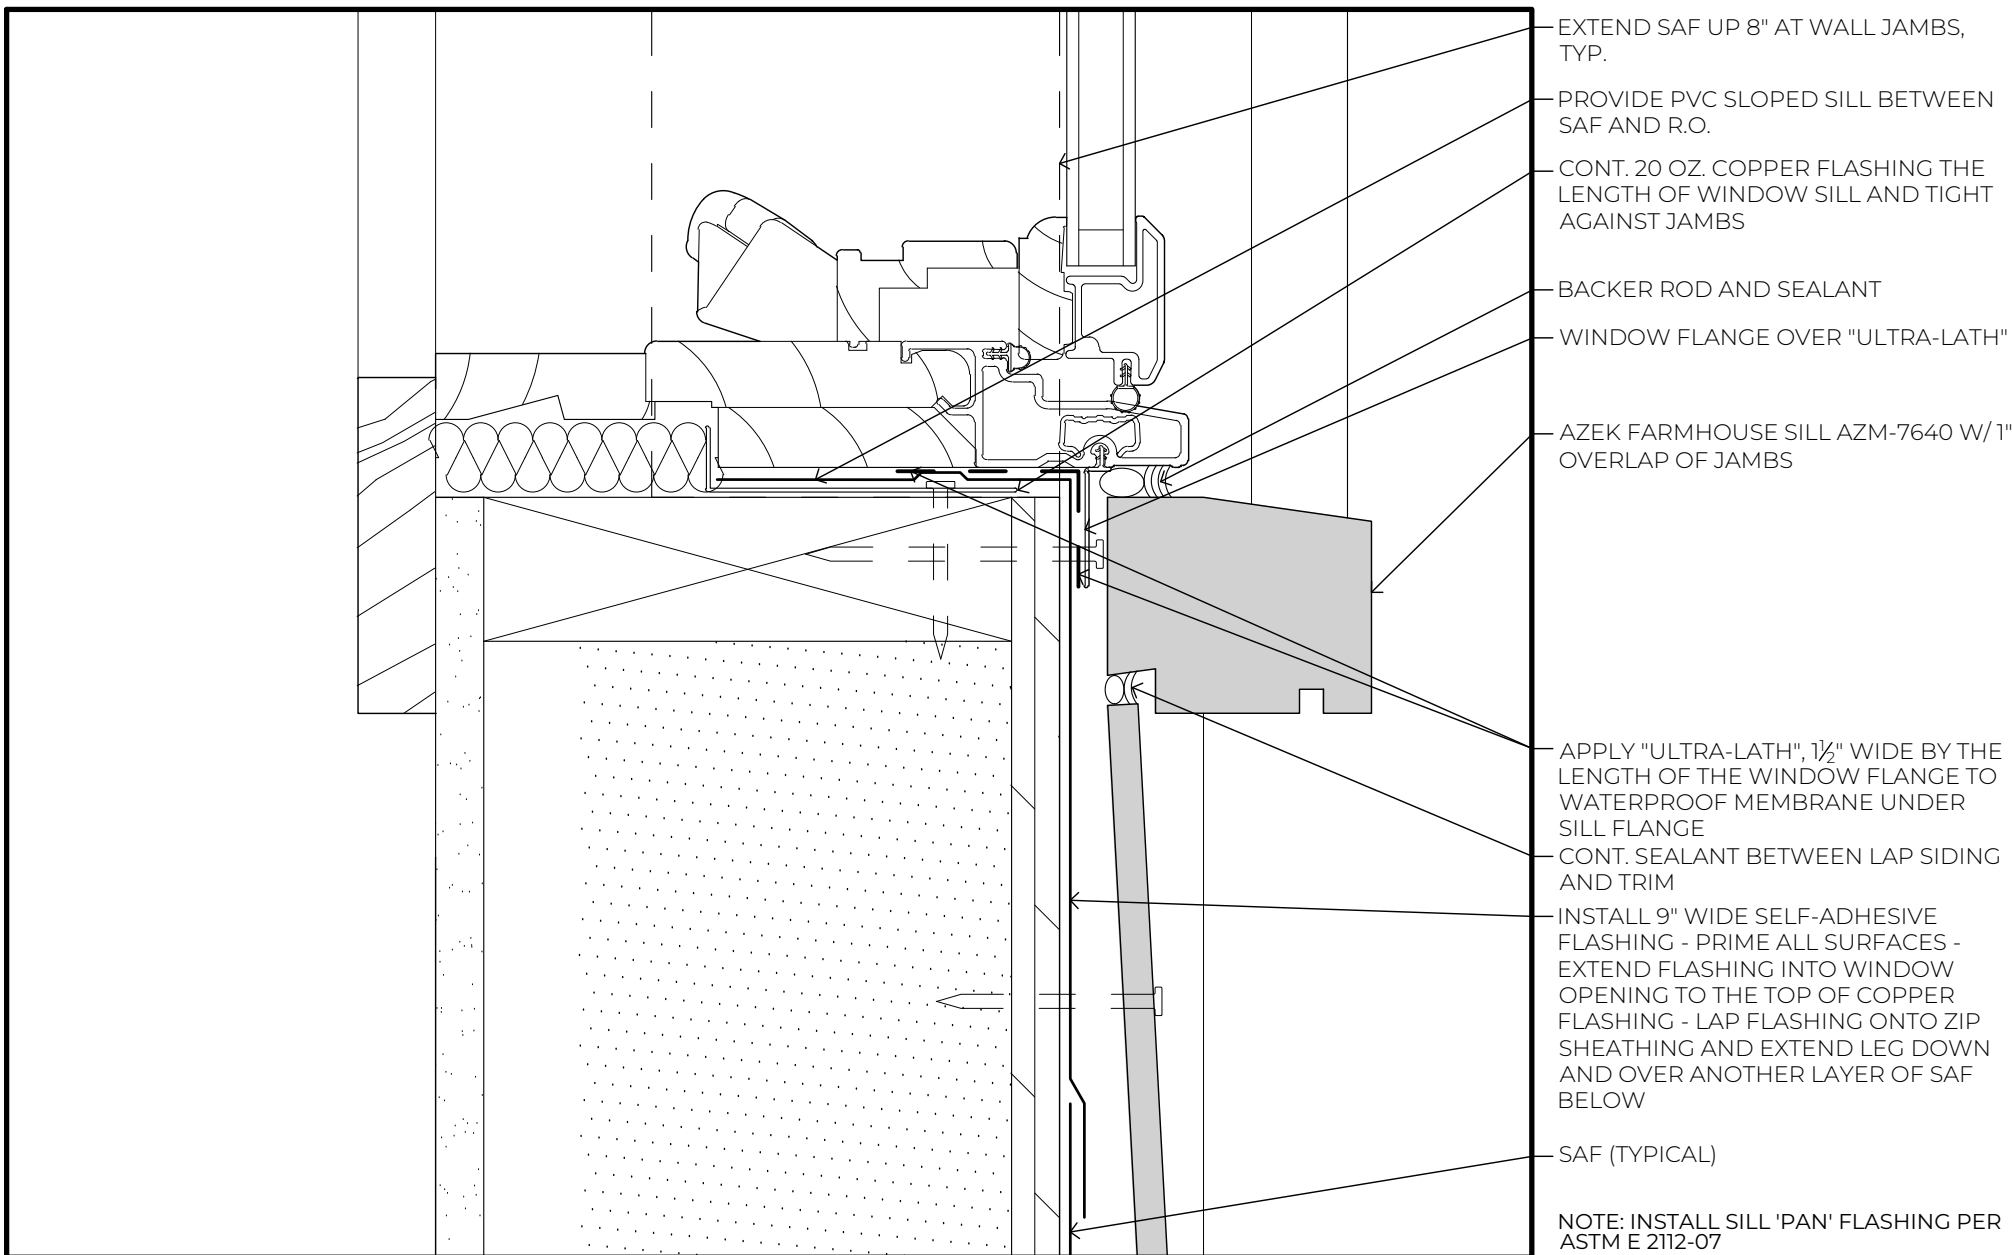 EXTEND SAF UP 8" AT WALL JAMBS,
TYP.
PROVIDE PVC SLOPED SILL BETWEEN
SAF AND R.O.
CONT. 20 OZ. COPPER FLASHING THE
LENGTH OF WINDOW SILL AND TIGHT
AGAINST JAMBS
BACKER ROD AND SEALANT
WINDOW FLANGE OVER "ULTRA-LATH"
AZEK FARMHOUSE SILL AZM-7640 W/ 1"
OVERLAP OF JAMBS
APPLY "ULTRA-LATH", 1½" WIDE BY THE
LENGTH OF THE WINDOW FLANGE TO
WATERPROOF MEMBRANE UNDER
SILL FLANGE
CONT. SEALANT BETWEEN LAP SIDING
AND TRIM
INSTALL 9" WIDE SELF-ADHESIVE
FLASHING - PRIME ALL SURFACES -
EXTEND FLASHING INTO WINDOW
OPENING TO THE TOP OF COPPER
FLASHING - LAP FLASHING ONTO ZIP
SHEATHING AND EXTEND LEG DOWN
AND OVER ANOTHER LAYER OF SAF
BELOW
SAF (TYPICAL)
NOTE: INSTALL SILL 'PAN' FLASHING PER
ASTM E 2112-07